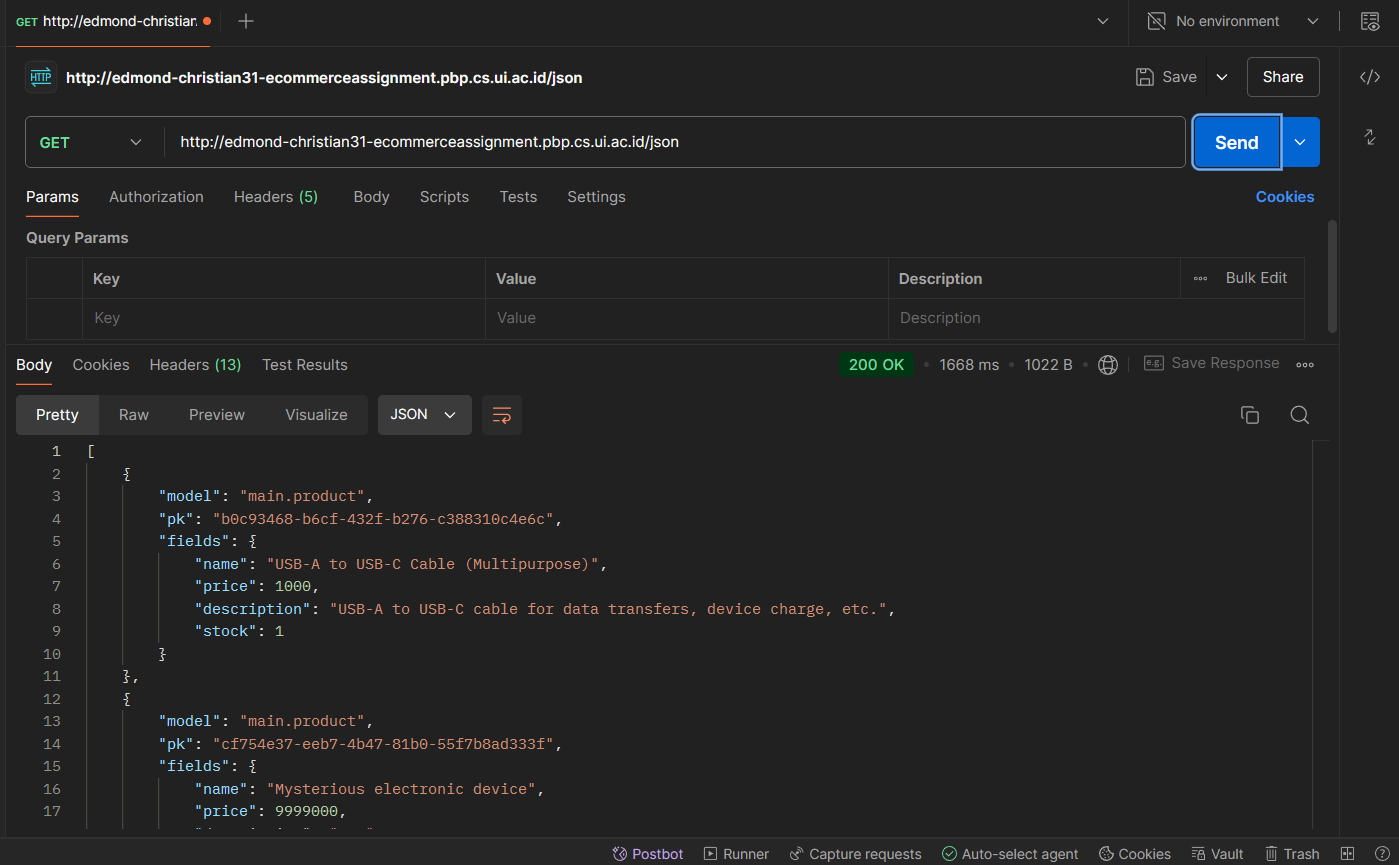 GET http://edmond-christian.
No environment
HTTP http://edmond-christian31-ecommerceassignment.pbp.cs.ui.ac.id/json
Save
Share
GET http://edmond-christian31-ecommerceassignment.pbp.cs.ui.ac.id/json
Send
Params Authorization Headers (5) Body Scripts Tests Settings Cookies
Query Params
Key Value Description Bulk Edit
Key Value Description
Body Cookies Headers (13) Test Results 200 OK 1668 ms 1022 B e.g. Save Response
Pretty Raw Preview Visualize JSON
1 [
2 {
3 "model": "main.product",
4 "pk": "b0c93468-b6cf-432f-b276-c388310c4e6c",
5 "fields": {
6 "name": "USB-A to USB-C Cable (Multipurpose)",
7 "price": 1000,
8 "description": "USB-A to USB-C cable for data transfers, device charge, etc.",
9 "stock": 1
10 }
11 },
12 {
13 "model": "main.product",
14 "pk": "cf754e37-eeb7-4b47-81b0-55f7b8ad333f",
15 "fields": {
16 "name": "Mysterious electronic device",
17 "price": 9999000,
Postbot Runner Capture requests Auto-select agent Cookies Vault Trash